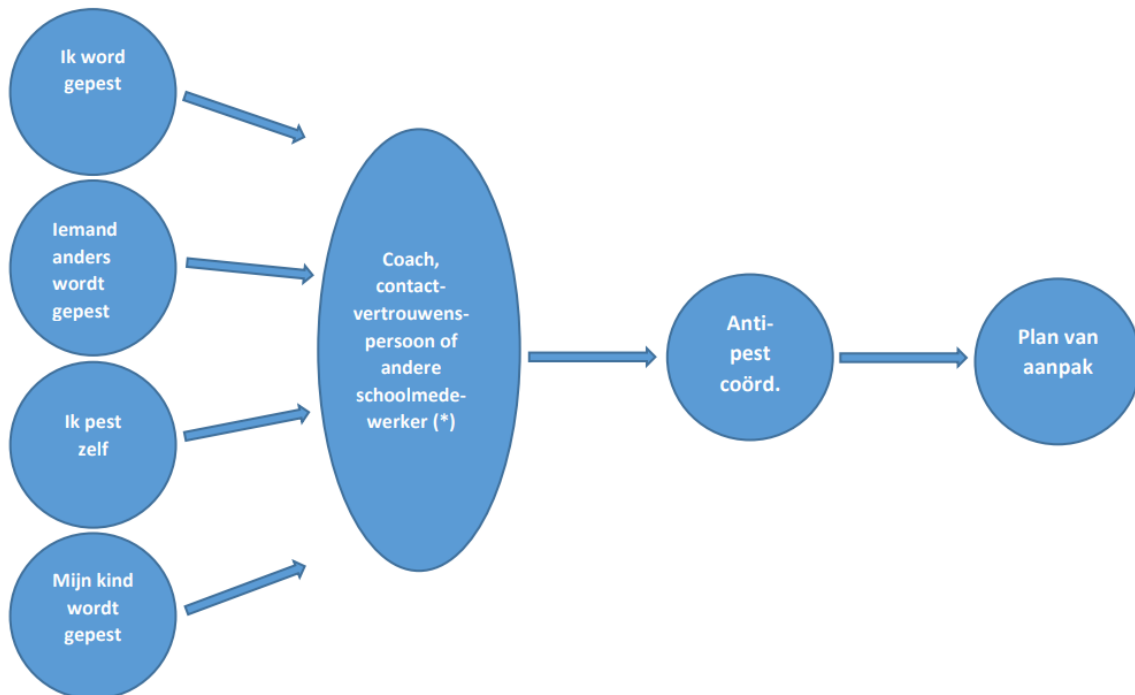 Ik word
gepest
Iemand
anders
wordt
gepest
Ik pest
zelf
Mijn kind
wordt
gepest
Coach,
contact-
vertrouwens-
persoon of
andere
schoolmede-
werker (*)
Anti-
pest
coörd.
Plan van
aanpak